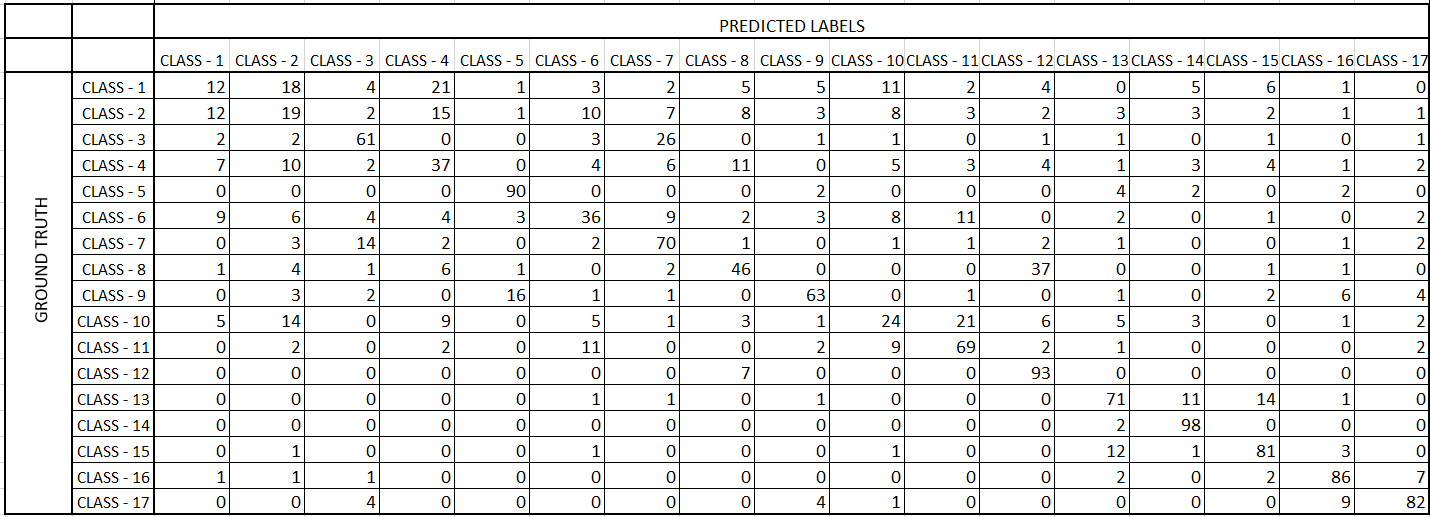 PREDICTED LABELS
CLASS - 1 CLASS - 2 CLASS - 3 CLASS - 4 CLASS - 5 CLASS - 6 CLASS - 7 CLASS - 8 CLASS - 9 CLASS - 10 CLASS - 11 CLASS - 12 CLASS - 13 CLASS - 14 CLASS - 15 CLASS - 16 CLASS - 17
GROUND TRUTH
CLASS - 1 12 18 4 21 1 3 2 5 5 11 2 4 0 5 6 1 0
CLASS - 2 12 19 2 15 1 10 7 8 3 8 3 2 3 3 2 1 1
CLASS - 3 2 2 61 0 0 3 26 0 1 1 0 1 1 0 1 0 1
CLASS - 4 7 10 2 37 0 4 6 11 0 5 3 4 1 3 4 1 2
CLASS - 5 0 0 0 0 90 0 0 0 2 0 0 0 4 2 0 2 0
CLASS - 6 9 6 4 4 3 36 9 2 3 8 11 0 2 0 1 0 2
CLASS - 7 0 3 14 2 0 2 70 1 0 1 1 2 1 0 0 1 2
CLASS - 8 1 4 1 6 1 0 2 46 0 0 0 37 0 0 1 1 0
CLASS - 9 0 3 2 0 16 1 1 0 63 0 1 0 1 0 2 6 4
CLASS - 10 5 14 0 9 0 5 1 3 1 24 21 6 5 3 0 1 2
CLASS - 11 0 2 0 2 0 11 0 0 2 9 69 2 1 0 0 0 2
CLASS - 12 0 0 0 0 0 0 0 7 0 0 0 93 0 0 0 0 0
CLASS - 13 0 0 0 0 0 1 1 0 1 0 0 0 71 11 14 1 0
CLASS - 14 0 0 0 0 0 0 0 0 0 0 0 0 2 98 0 0 0
CLASS - 15 0 1 0 0 0 1 0 0 0 1 0 0 12 1 81 3 0
CLASS - 16 1 1 1 0 0 0 0 0 0 0 0 0 2 0 2 86 7
CLASS - 17 0 0 4 0 0 0 0 0 4 1 0 0 0 0 0 9 82